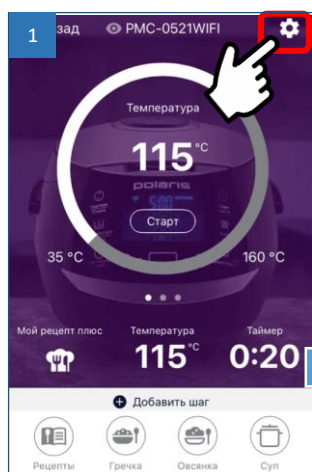 1
зад
PMC-0521WIFI
Температура
115°C
polaris
Старт
35 °C
160 °C
Мой рецепт плюс
Температура
Таймер
115°C
0:20
Добавить шаг
Рецепты
Гречка
Овсянка
Суп